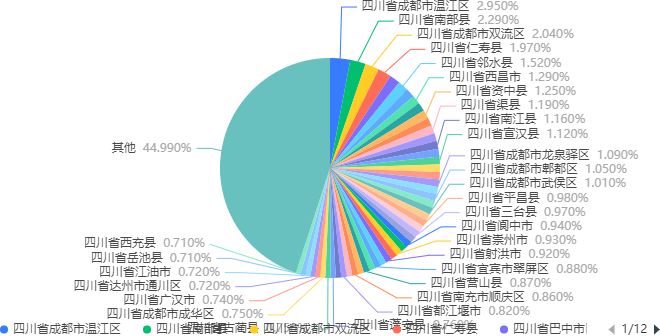 四川省成都市温江区 2.950%
四川省南部县 2.290%
四川省成都市双流区 2.040%
四川省仁寿县 1.970%
四川省邻水县 1.520%
四川省西昌市 1.290%
四川省资中县 1.250%
四川省渠县 1.190%
四川省南江县 1.160%
四川省宣汉县 1.120%
其他 44.990%
四川省成都市龙泉驿区 1.090%
四川省成都市郫都区 1.050%
四川省成都市武侯区 1.010%
四川省平昌县 0.980%
四川省三台县 0.970%
四川省阆中市 0.940%
四川省崇州市 0.930%
四川省射洪市 0.920%
四川省宜宾市翠屏区 0.880%
四川省营山县 0.870%
四川省南充市顺庆区 0.860%
四川省都江堰市 0.820%
四川省西充县 0.710%
四川省岳池县 0.710%
四川省江油市 0.720%
四川省达州市通川区 0.720%
四川省广汉市 0.740%
四川省成都市成华区 0.750%
四川省成都市温江区
四川省南部县
四川省成都市双流区
四川省仁寿县
四川省巴中市
1/12